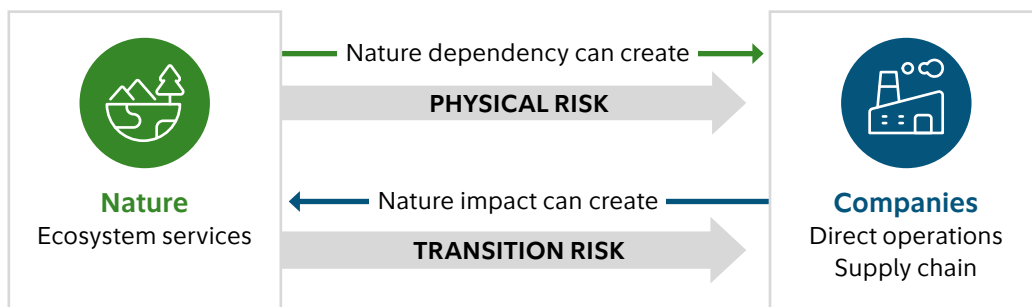 Nature
Ecosystem services
Nature dependency can create
PHYSICAL RISK
Nature impact can create
TRANSITION RISK
Companies
Direct operations
Supply chain